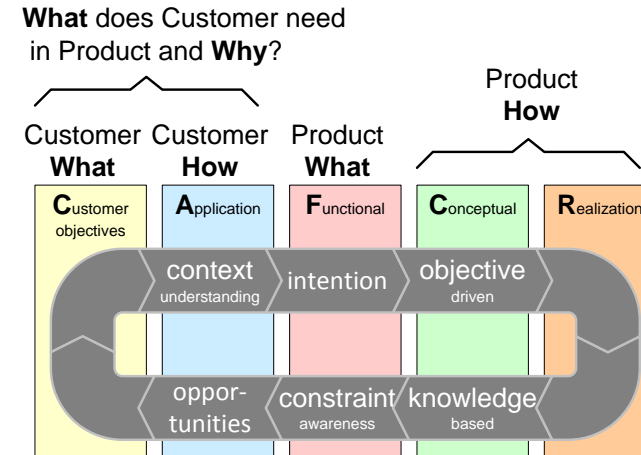 What does Customer need
in Product and Why?
Product
How
Customer What
Customer How
Product What
Customer objectives
Application
Functional
Conceptual
Realization
context
understanding
intention
objective
driven
oppor-
tunities
constraint
awareness
knowledge
based